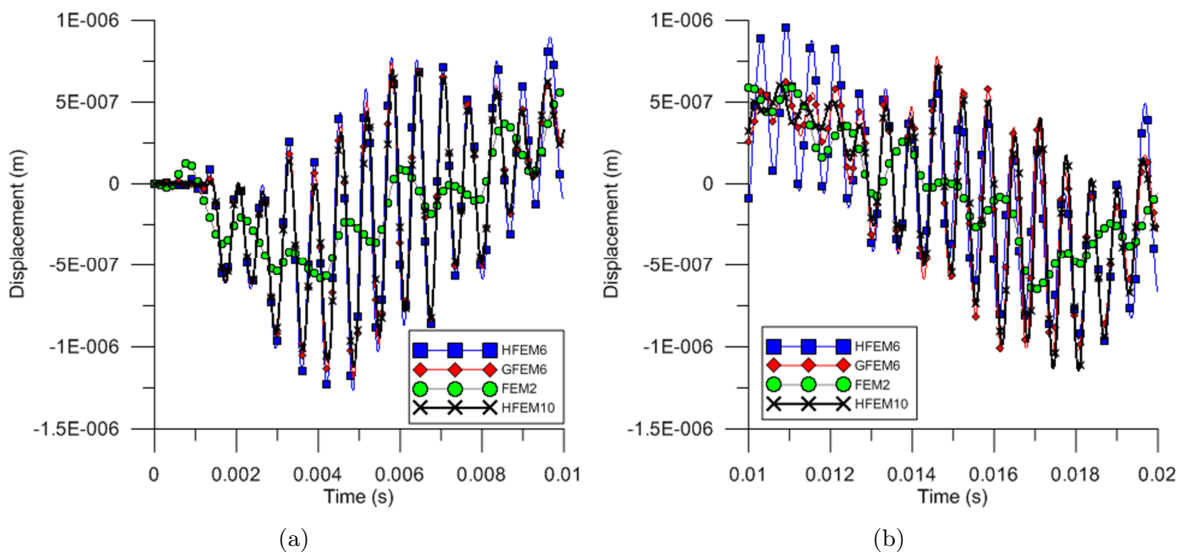 1E-006
5E-007
0
-5E-007
-1E-006
-1.5E-006
Displacement (m)
0 0.002 0.004 0.006 0.008 0.01
Time (s)
HFEM6
GFEM6
FEM2
HFEM10
(a)
1E-006
5E-007
0
-5E-007
-1E-006
-1.5E-006
Displacement (m)
0.01 0.012 0.014 0.016 0.018 0.02
Time (s)
HFEM6
GFEM6
FEM2
HFEM10
(b)